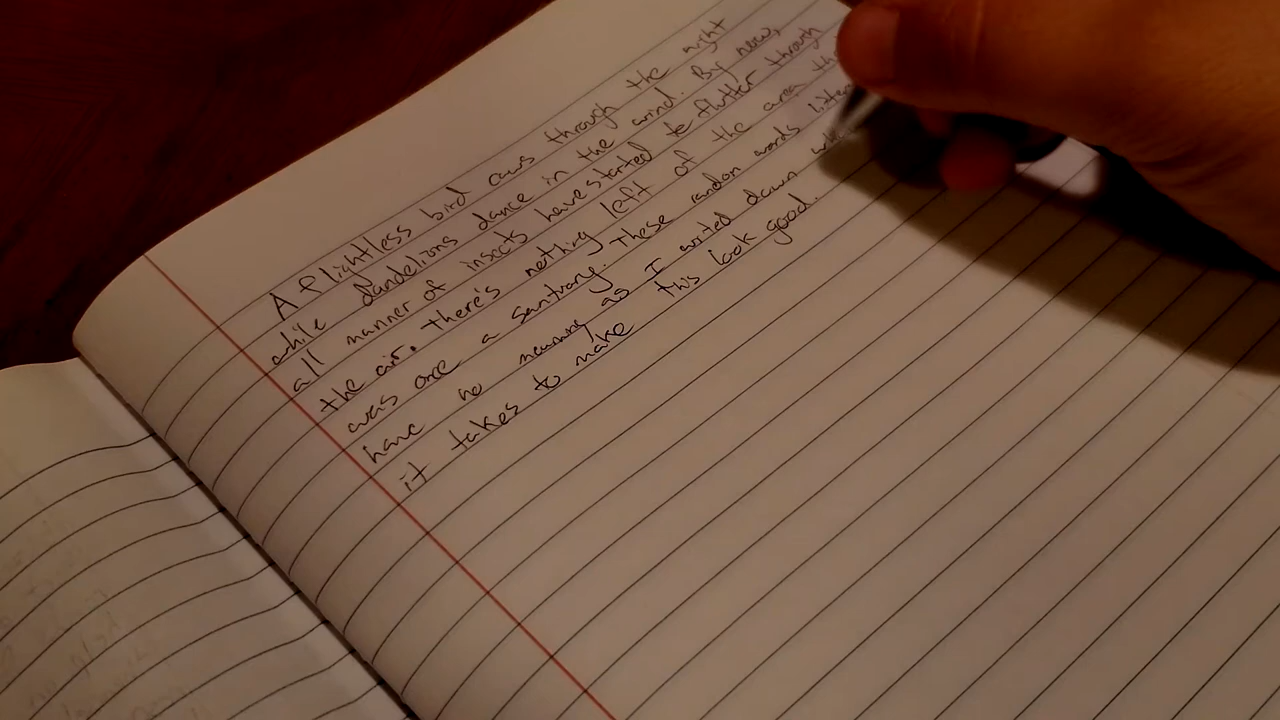 A flightless bird caws through the night
while dandelions dance in the wind. By now,
all manner of insects have started to flutter through
the air. There's nothing left of the area
was once a santuary. These random words
have no meaning as I writed down
it takes to make this look good.